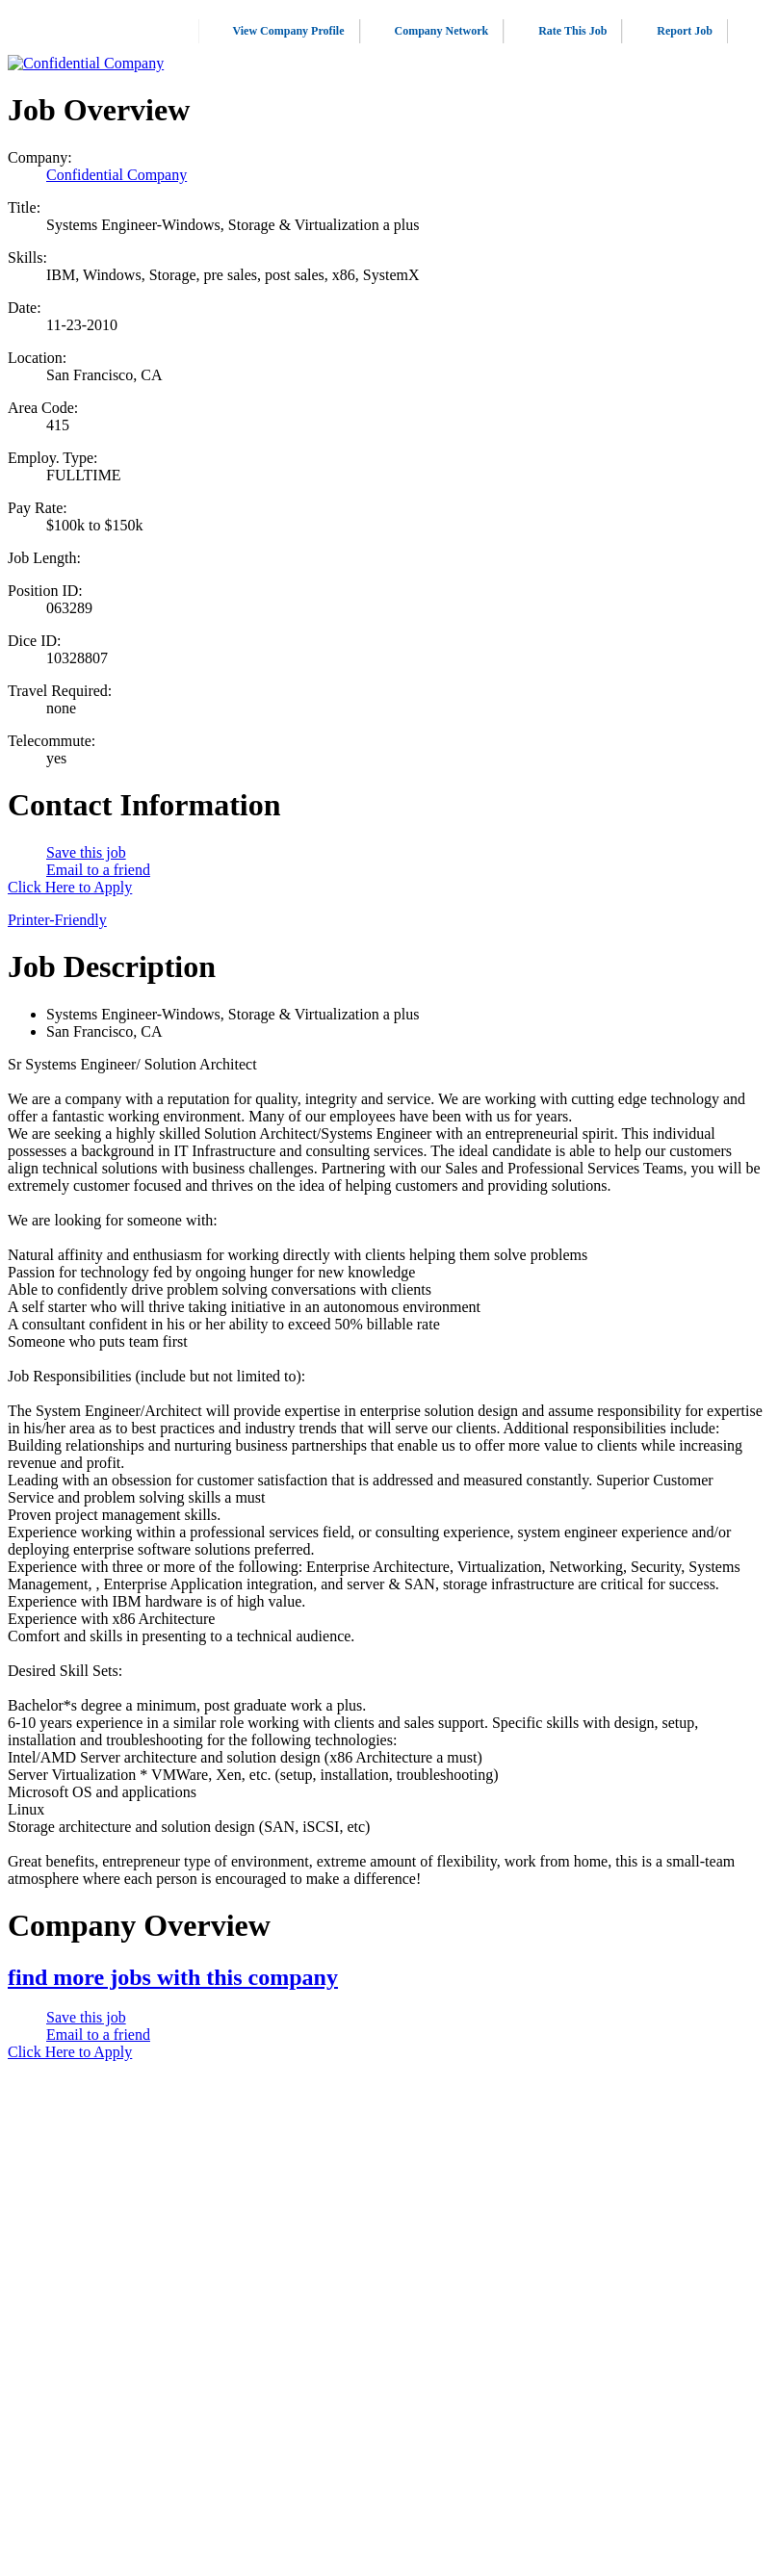 View Company Profile Company Network Rate This Job Report Job
Confidential Company
Job Overview
Company:
Confidential Company
Title:
Systems Engineer-Windows, Storage & Virtualization a plus
Skills:
IBM, Windows, Storage, pre sales, post sales, x86, SystemX
Date:
11-23-2010
Location:
San Francisco, CA
Area Code:
415
Employ. Type:
FULLTIME
Pay Rate:
$100k to $150k
Job Length:
Position ID:
063289
Dice ID:
10328807
Travel Required:
none
Telecommute:
yes
Contact Information
Save this job
Email to a friend
Click Here to Apply
Printer-Friendly
Job Description
• Systems Engineer-Windows, Storage & Virtualization a plus
• San Francisco, CA
Sr Systems Engineer/ Solution Architect
We are a company with a reputation for quality, integrity and service. We are working with cutting edge technology and
offer a fantastic working environment. Many of our employees have been with us for years.
We are seeking a highly skilled Solution Architect/Systems Engineer with an entrepreneurial spirit. This individual
possesses a background in IT Infrastructure and consulting services. The ideal candidate is able to help our customers
align technical solutions with business challenges. Partnering with our Sales and Professional Services Teams, you will be
extremely customer focused and thrives on the idea of helping customers and providing solutions.
We are looking for someone with:
Natural affinity and enthusiasm for working directly with clients helping them solve problems
Passion for technology fed by ongoing hunger for new knowledge
Able to confidently drive problem solving conversations with clients
A self starter who will thrive taking initiative in an autonomous environment
A consultant confident in his or her ability to exceed 50% billable rate
Someone who puts team first
Job Responsibilities (include but not limited to):
The System Engineer/Architect will provide expertise in enterprise solution design and assume responsibility for expertise
in his/her area as to best practices and industry trends that will serve our clients. Additional responsibilities include:
Building relationships and nurturing business partnerships that enable us to offer more value to clients while increasing
revenue and profit.
Leading with an obsession for customer satisfaction that is addressed and measured constantly. Superior Customer
Service and problem solving skills a must
Proven project management skills.
Experience working within a professional services field, or consulting experience, system engineer experience and/or
deploying enterprise software solutions preferred.
Experience with three or more of the following: Enterprise Architecture, Virtualization, Networking, Security, Systems
Management, , Enterprise Application integration, and server & SAN, storage infrastructure are critical for success.
Experience with IBM hardware is of high value.
Experience with x86 Architecture
Comfort and skills in presenting to a technical audience.
Desired Skill Sets:
Bachelor*s degree a minimum, post graduate work a plus.
6-10 years experience in a similar role working with clients and sales support. Specific skills with design, setup,
installation and troubleshooting for the following technologies:
Intel/AMD Server architecture and solution design (x86 Architecture a must)
Server Virtualization * VMWare, Xen, etc. (setup, installation, troubleshooting)
Microsoft OS and applications
Linux
Storage architecture and solution design (SAN, iSCSI, etc)
Great benefits, entrepreneur type of environment, extreme amount of flexibility, work from home, this is a small-team
atmosphere where each person is encouraged to make a difference!
Company Overview
find more jobs with this company
Save this job
Email to a friend
Click Here to Apply